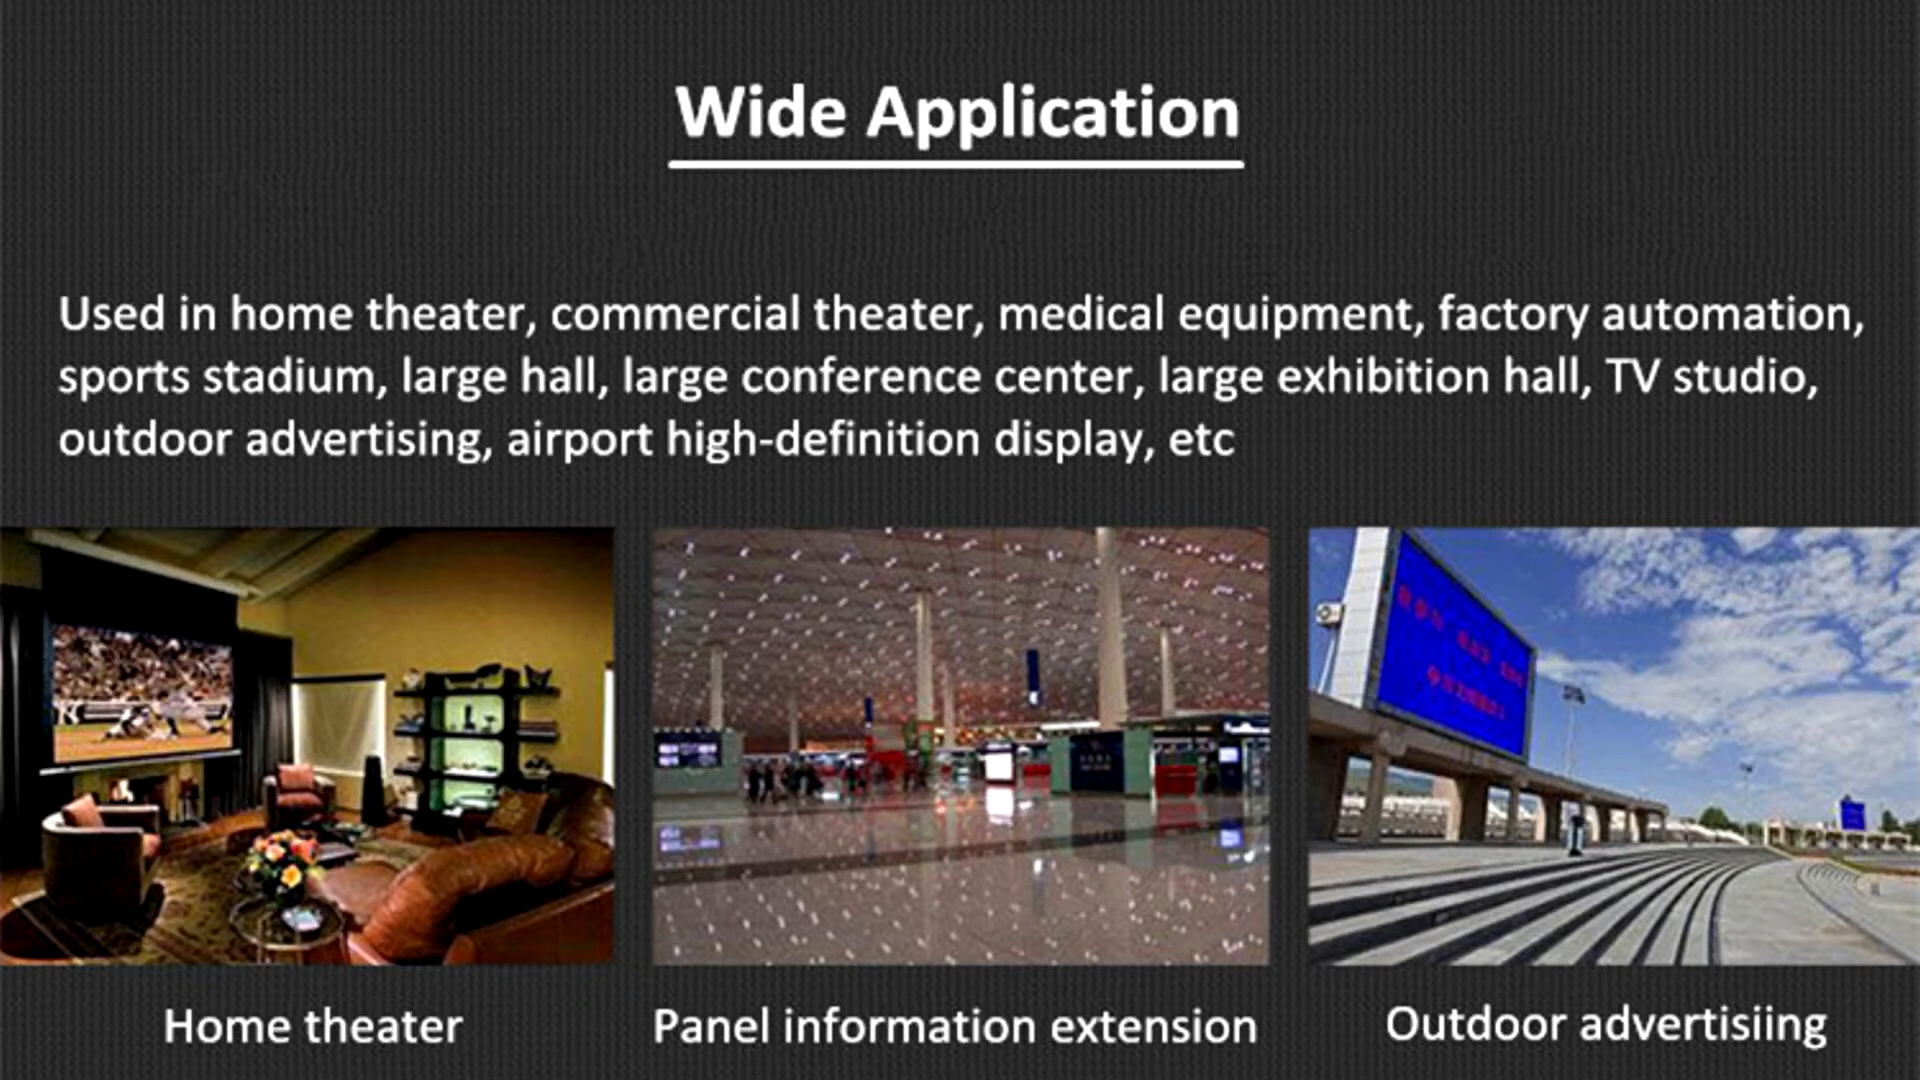 Wide Application
Used in home theater, commercial theater, medical equipment, factory automation,
sports stadium, large hall, large conference center, large exhibition hall, TV studio,
outdoor advertising, airport high-definition display, etc
Home theater
Panel information extension
Outdoor advertisiing